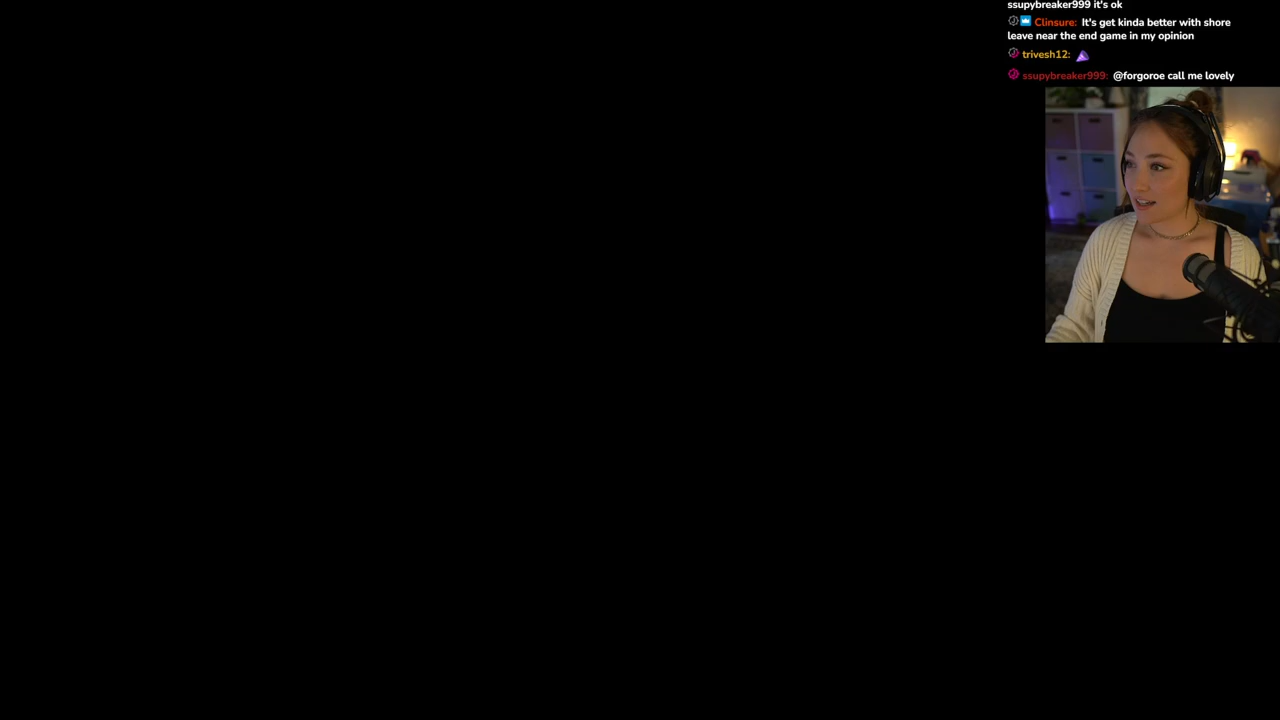 ssupybreaker999 it's ok
Clinsure: It's get kinda better with shore
leave near the end game in my opinion
trivesh12:
ssupybreaker999: @forgoroe call me lovely